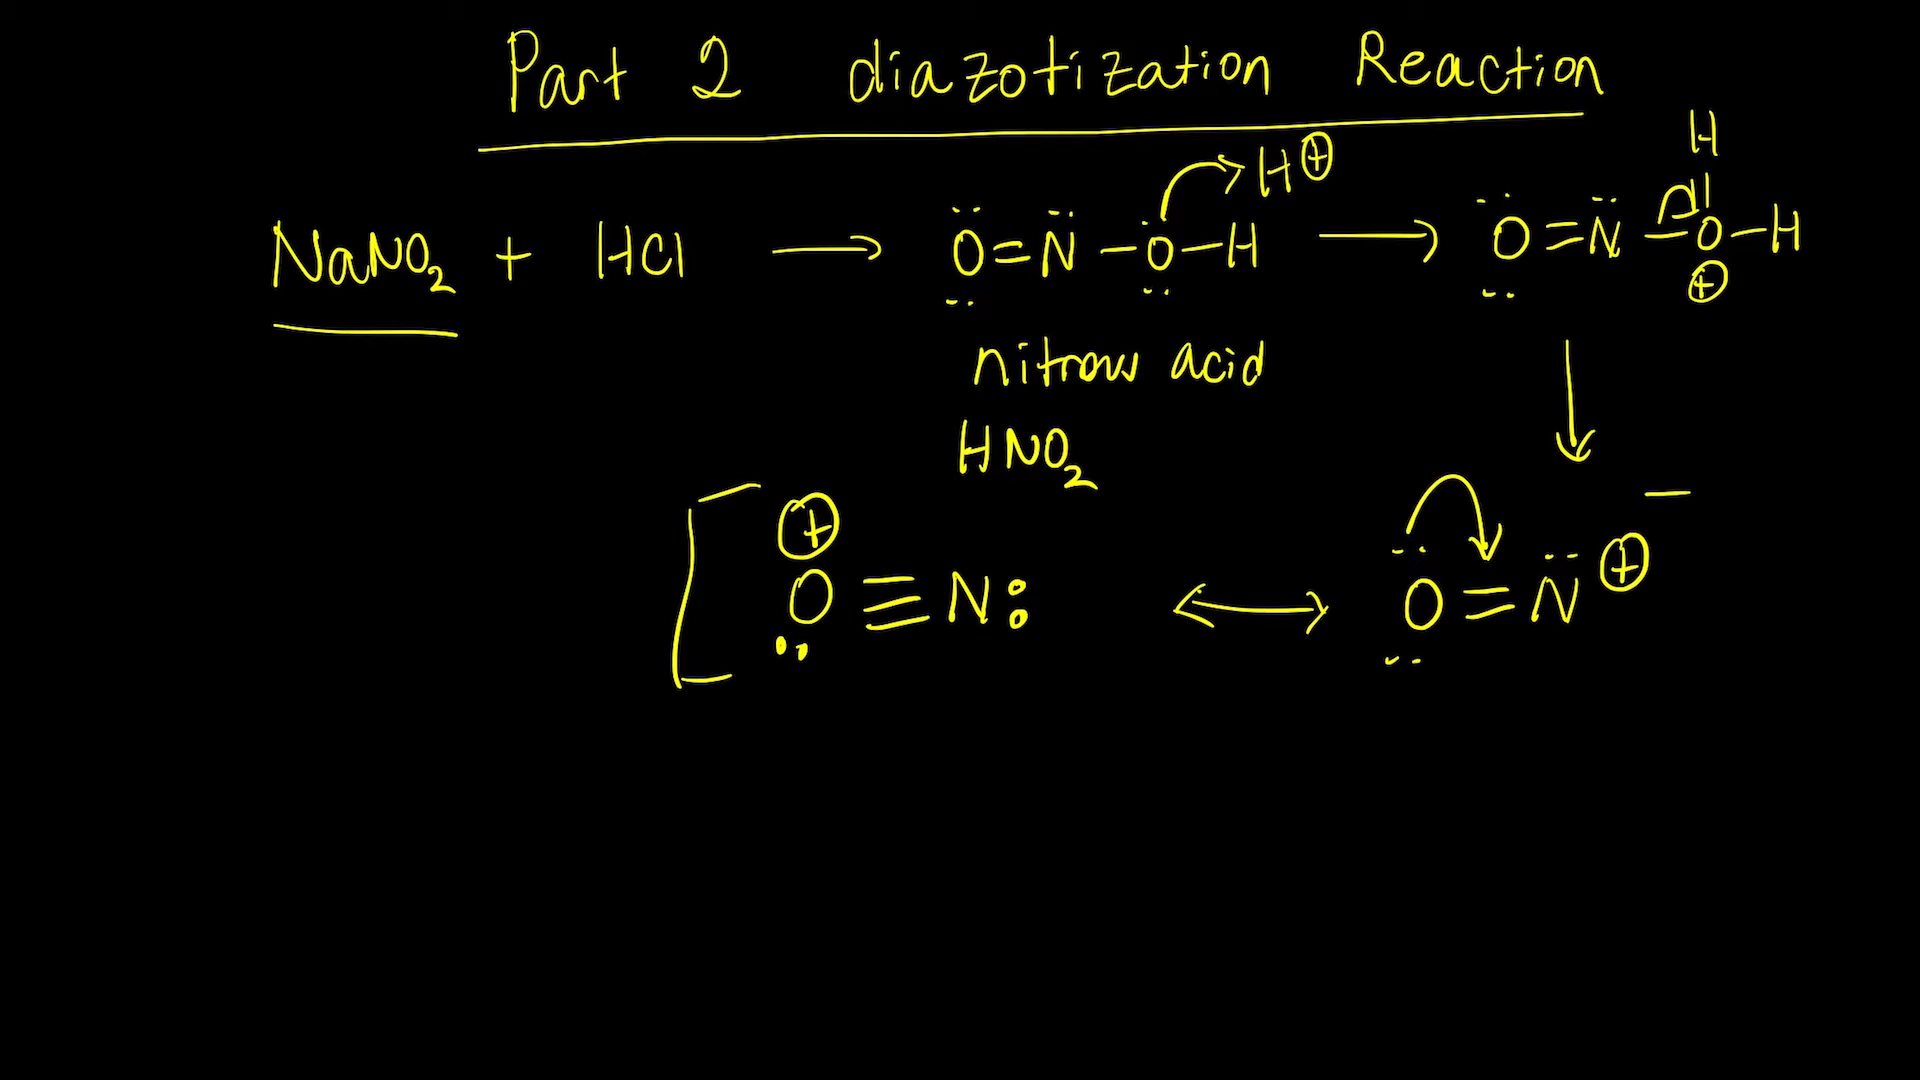 Part 2 diazotization Reaction
NaNO₂ + HCl ⟶ O=N-O-H H⊕ ⟶ O=N-O-H
H
⊕
nitrous acid
HNO₂
⊕
O≡N: ⟷ O=N ⊕